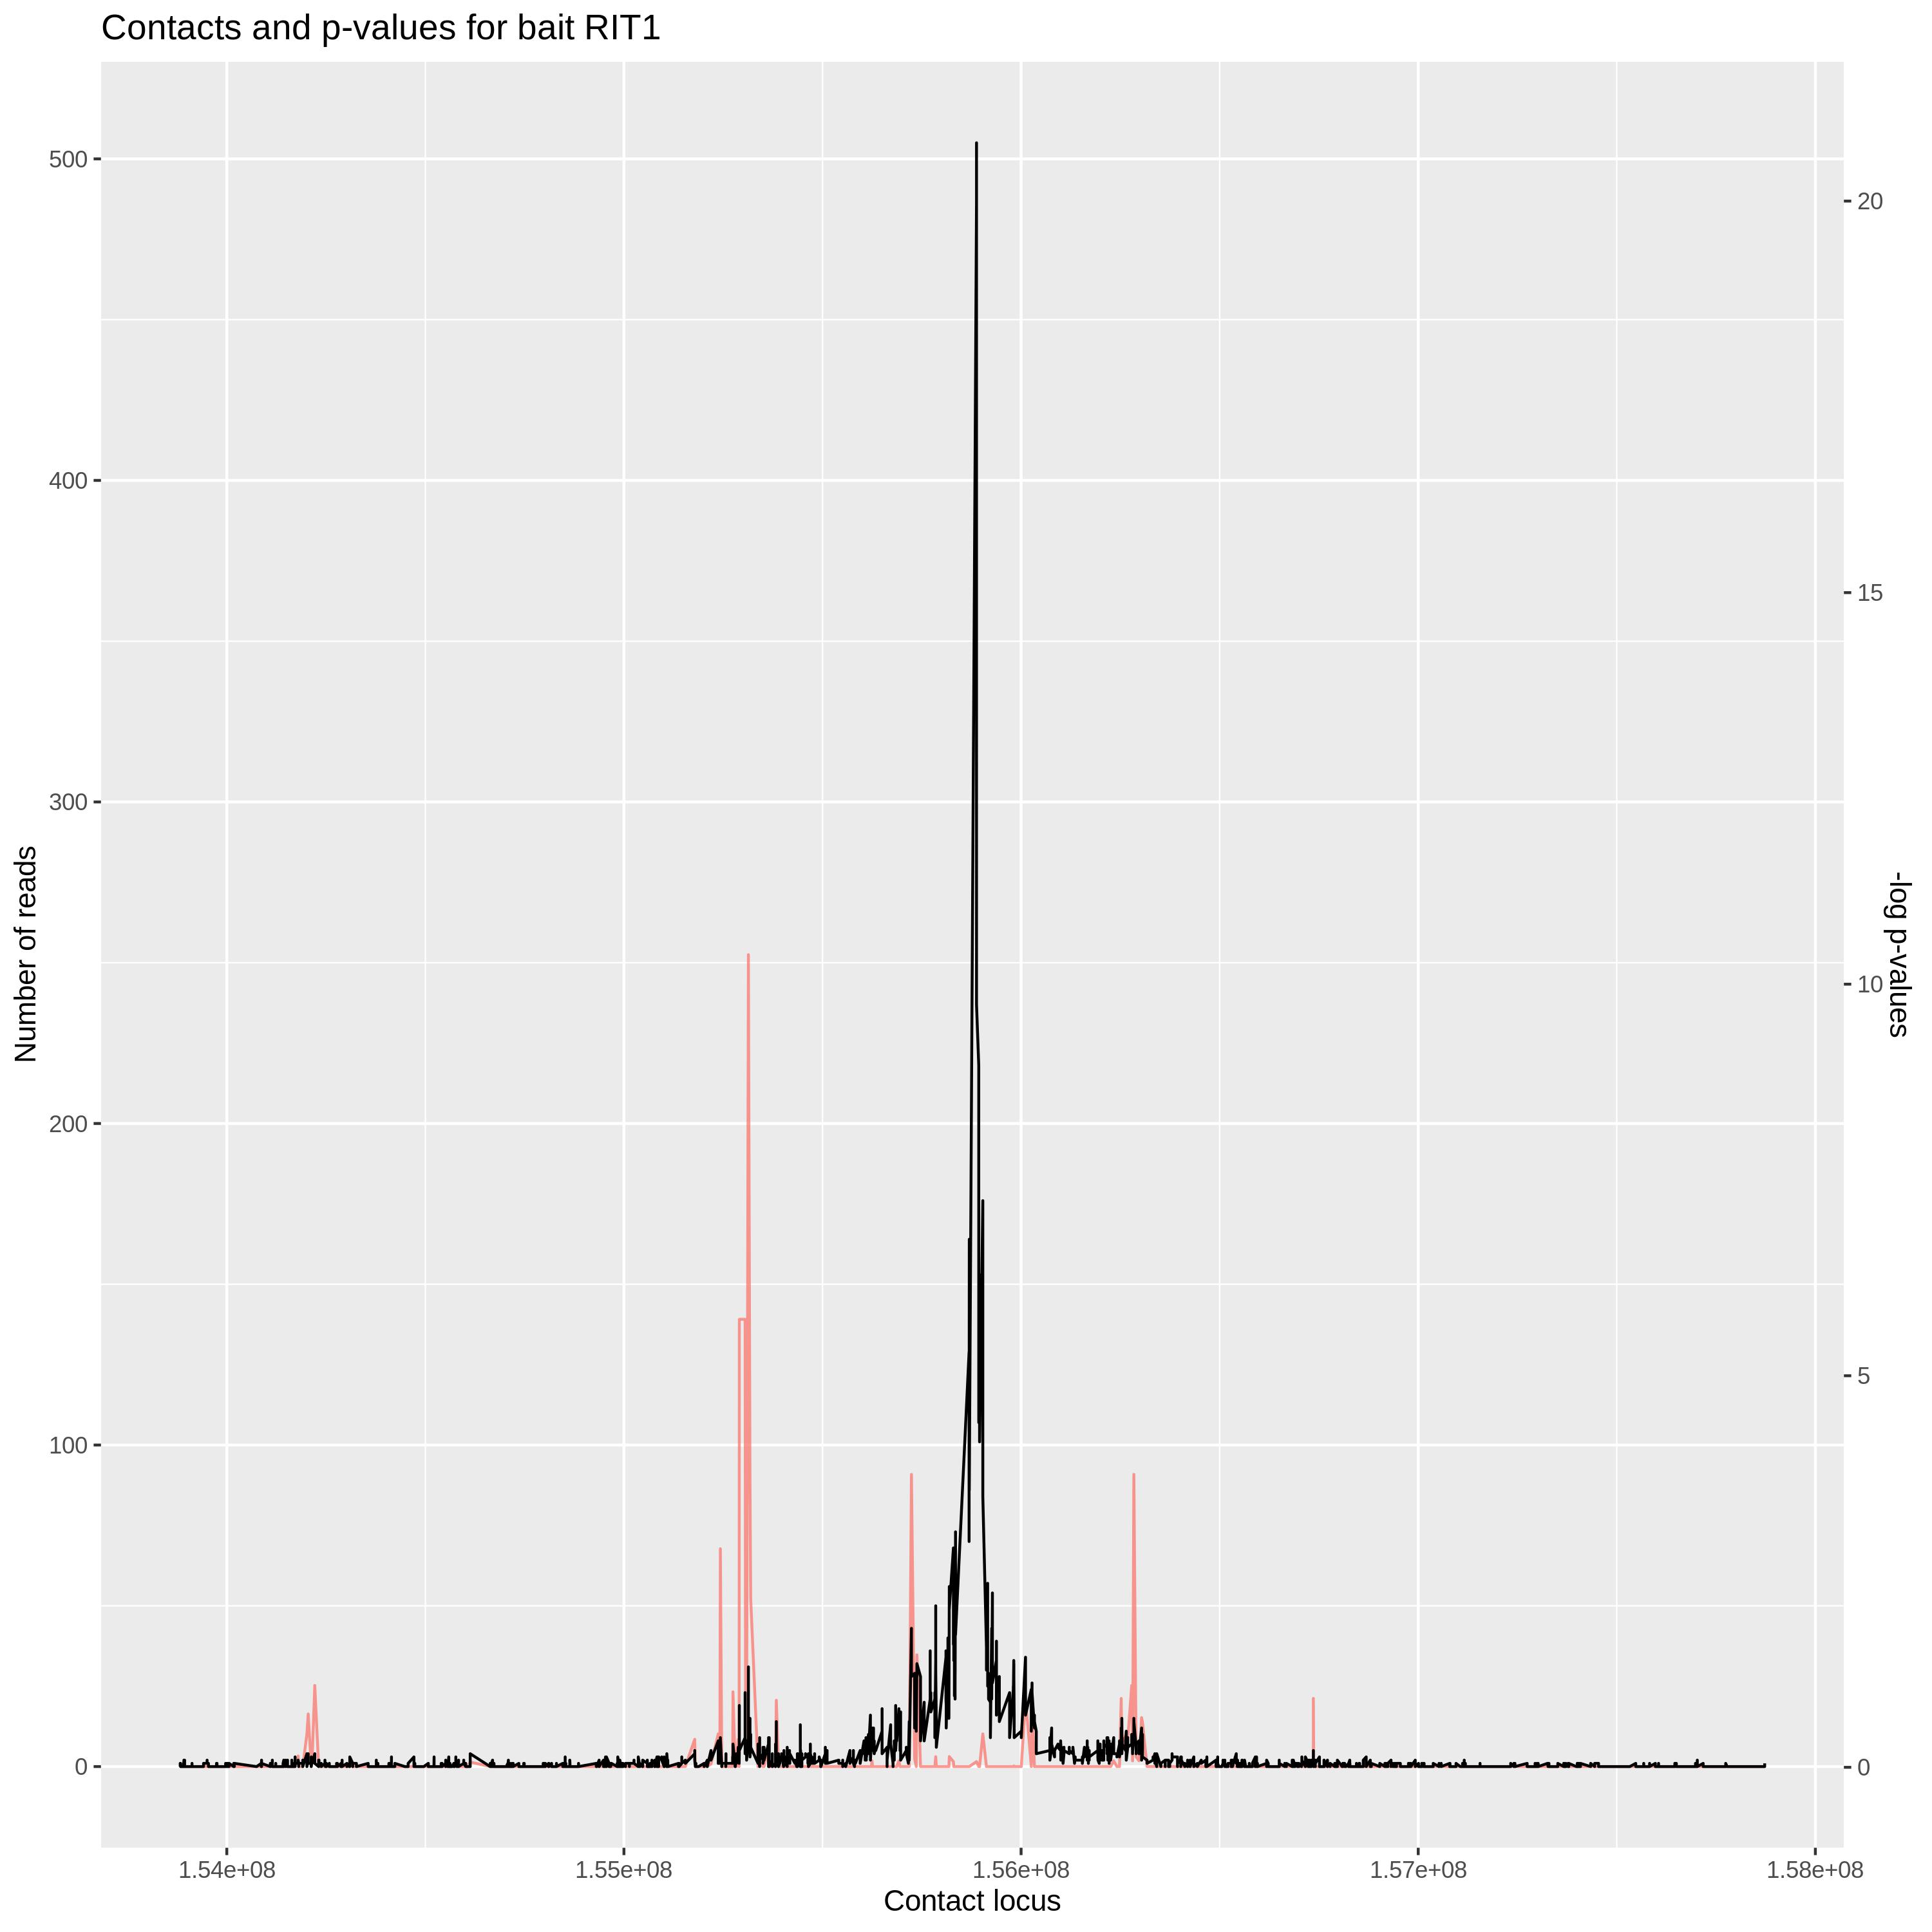 Contacts and p-values for bait RIT1
500
400
300
200
100
0
Number of reads
20
15
10
5
0
-log p-values
1.54e+08
1.55e+08
1.56e+08
1.57e+08
1.58e+08
Contact locus